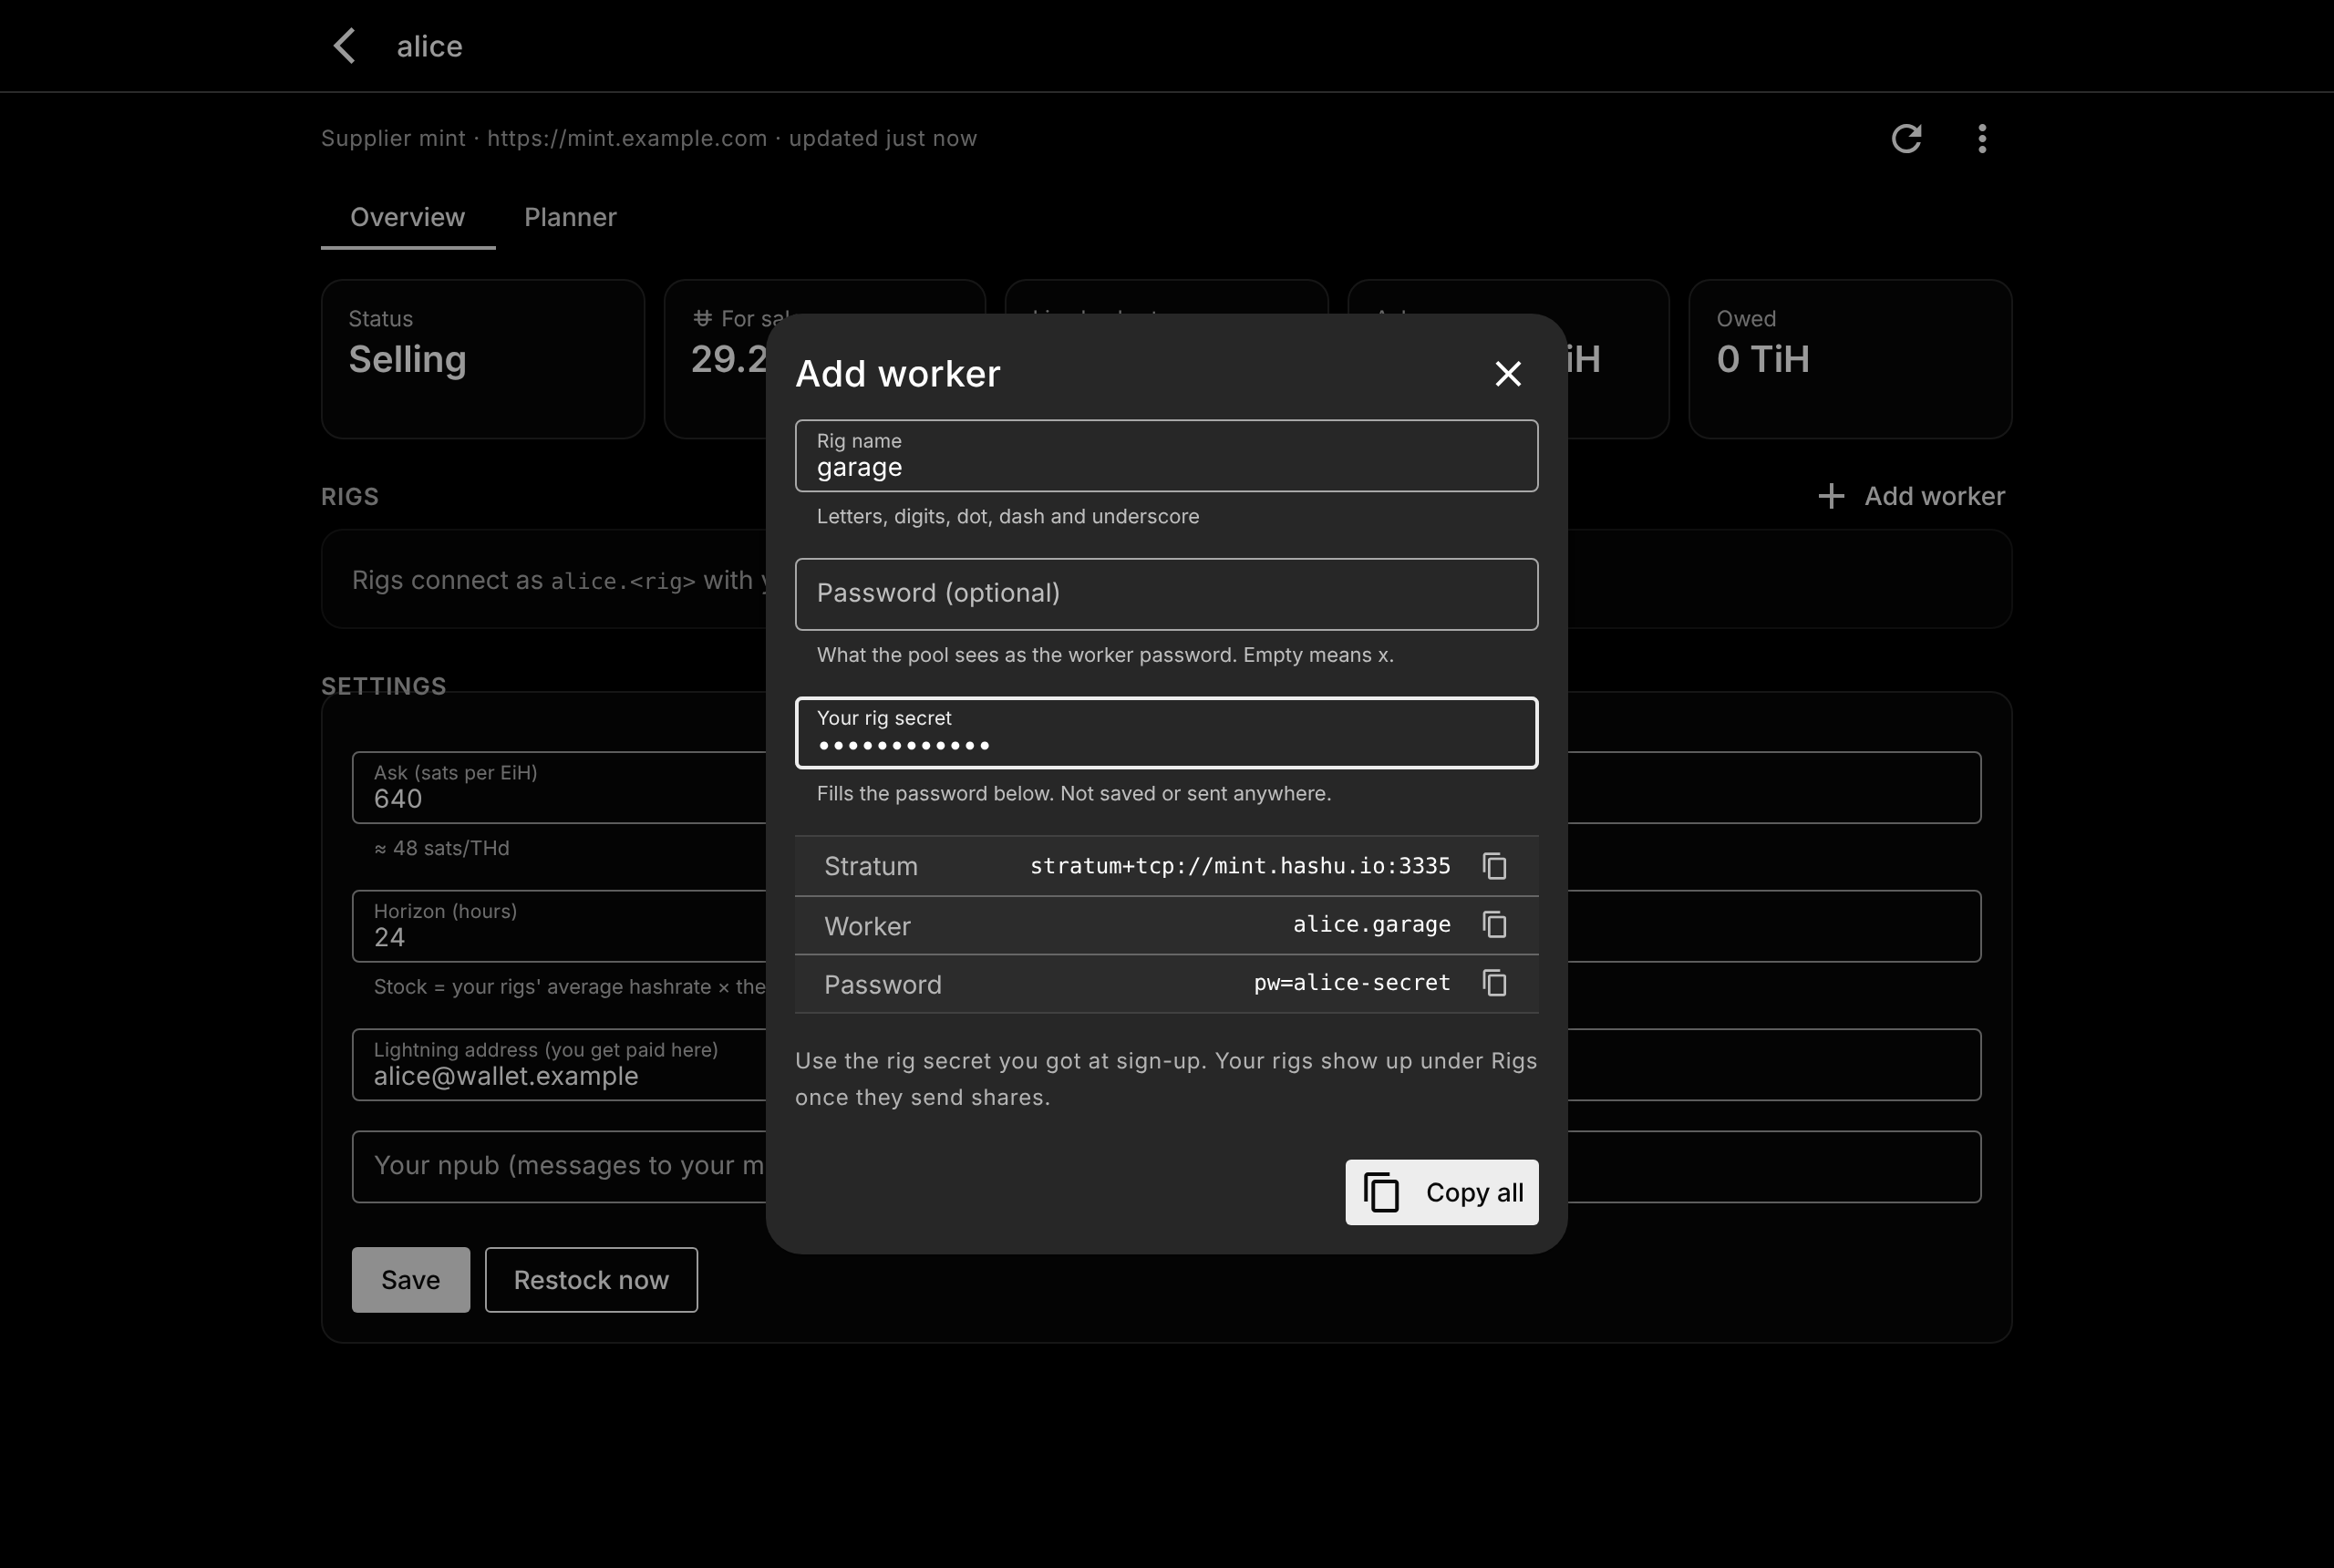 alice
Supplier mint · https://mint.example.com · updated just now
Overview
Planner
Status
Selling
For sal
29.2
iH
Owed
0 TiH
RIGS
Add worker
Rigs connect as alice.<rig> with
SETTINGS
Ask (sats per EiH)
640
≈ 48 sats/THd
Horizon (hours)
24
Stock = your rigs' average hashrate × the
Lightning address (you get paid here)
alice@wallet.example
Your npub (messages to your m
Save
Restock now
Add worker
Rig name
garage
Letters, digits, dot, dash and underscore
Password (optional)
What the pool sees as the worker password. Empty means x.
Your rig secret
••••••••••••
Fills the password below. Not saved or sent anywhere.
Stratum
stratum+tcp://mint.hashu.io:3335
Worker
alice.garage
Password
pw=alice-secret
Use the rig secret you got at sign-up. Your rigs show up under Rigs
once they send shares.
Copy all